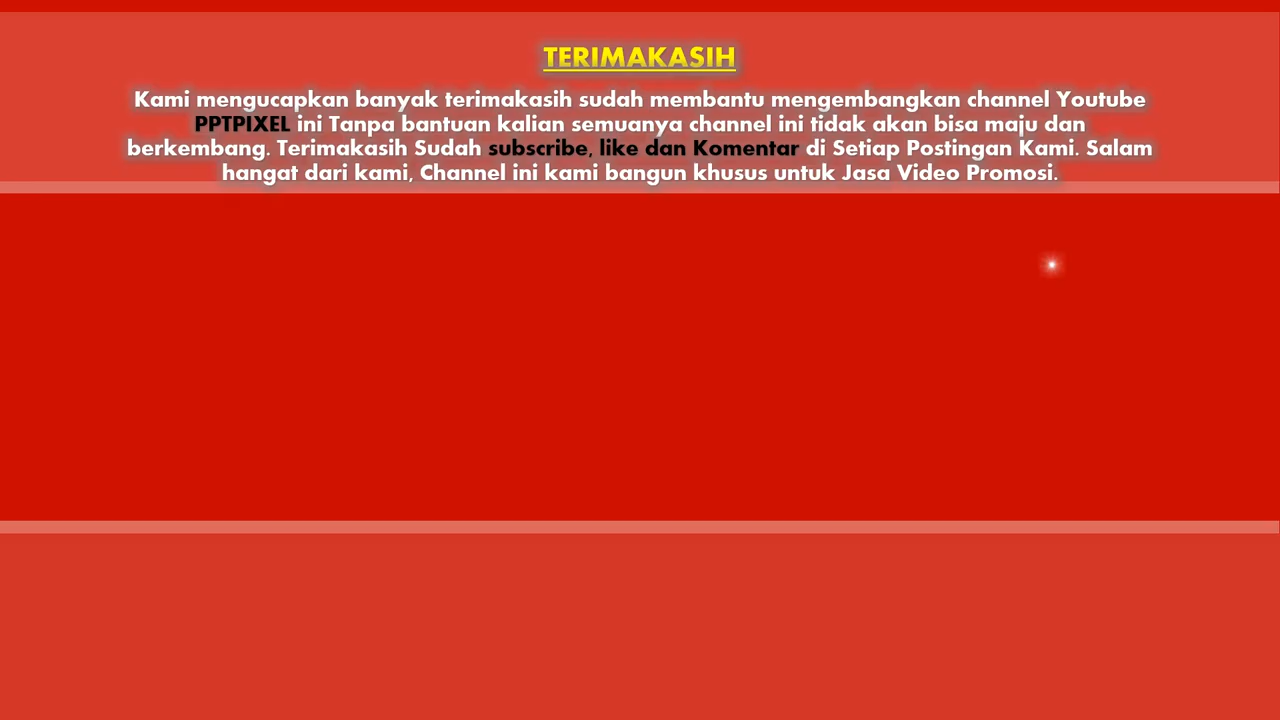 TERIMAKASIH
Kami mengucapkan banyak terimakasih sudah membantu mengembangkan channel Youtube
PPTPIXEL ini Tanpa bantuan kalian semuanya channel ini tidak akan bisa maju dan
berkembang. Terimakasih Sudah subscribe, like dan Komentar di Setiap Postingan Kami. Salam
hangat dari kami, Channel ini kami bangun khusus untuk Jasa Video Promosi.